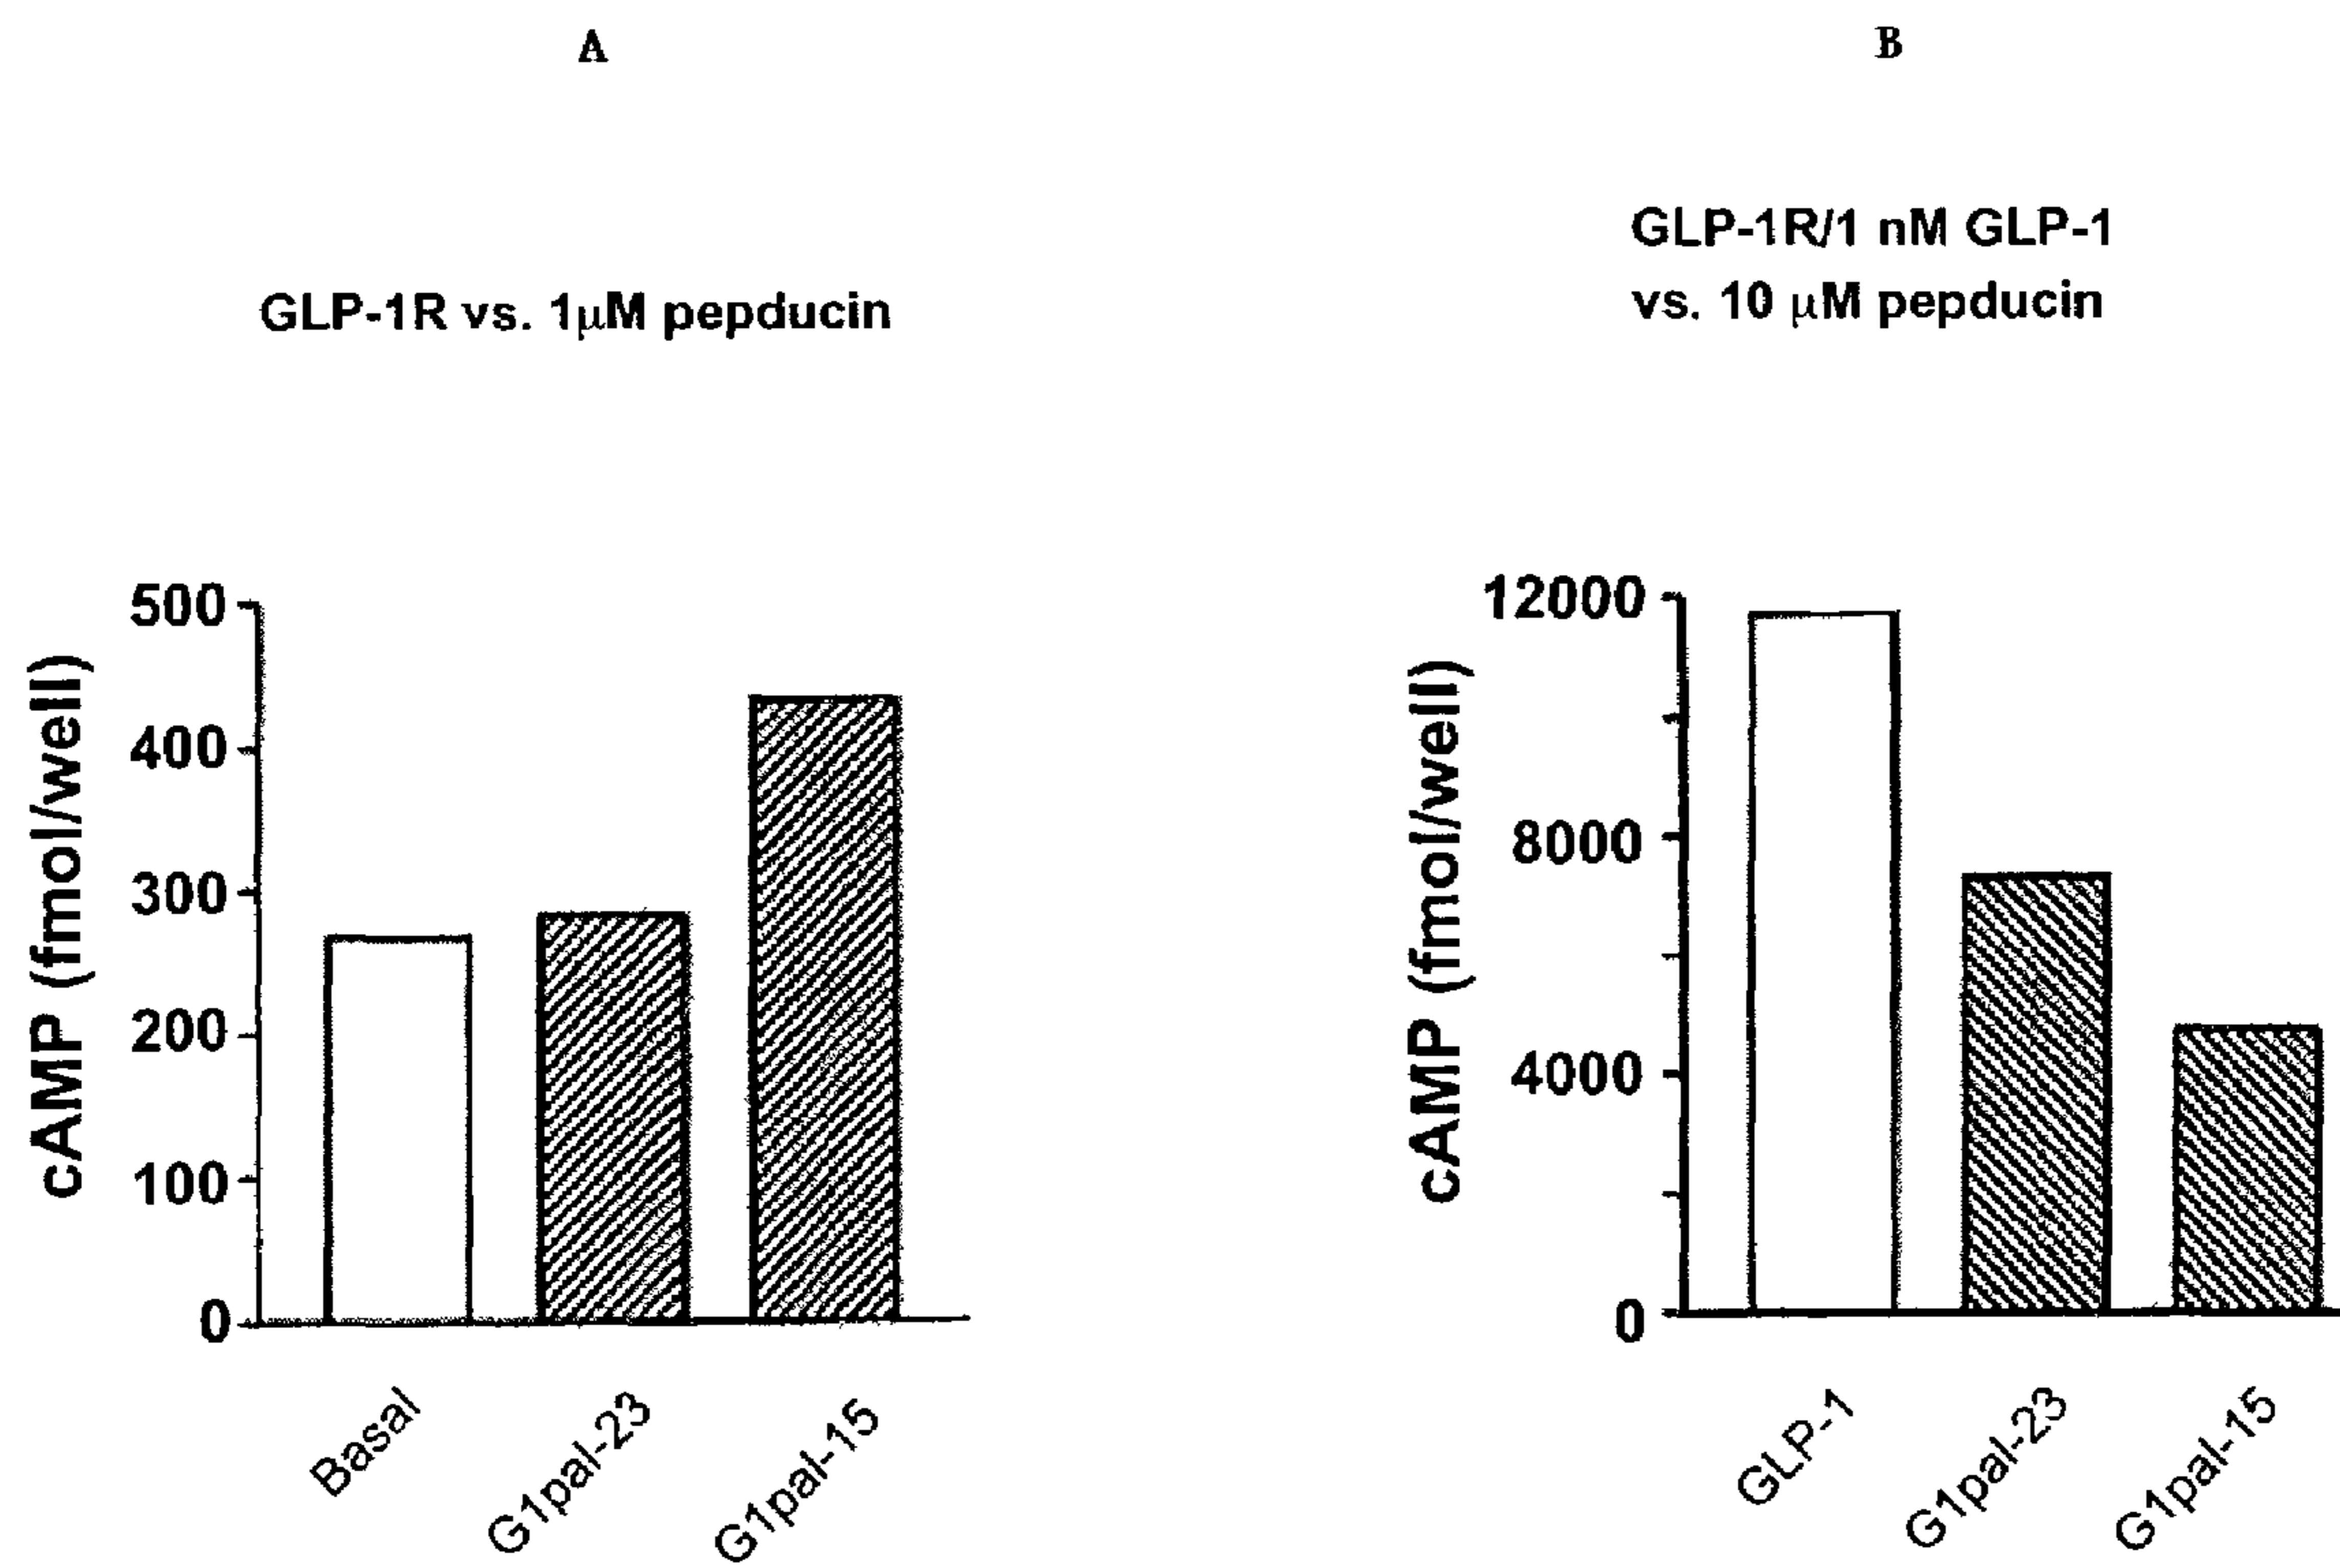 A
GLP-1R vs. 1μM pepducin
cAMP (fmol/well)
500
400
300
200
100
0
Basal
G1pal-23
G1pal-15
B
GLP-1R/1 nM GLP-1
vs. 10 μM pepducin
cAMP (fmol/well)
12000
8000
4000
0
GLP-1
G1pal-23
G1pal-15